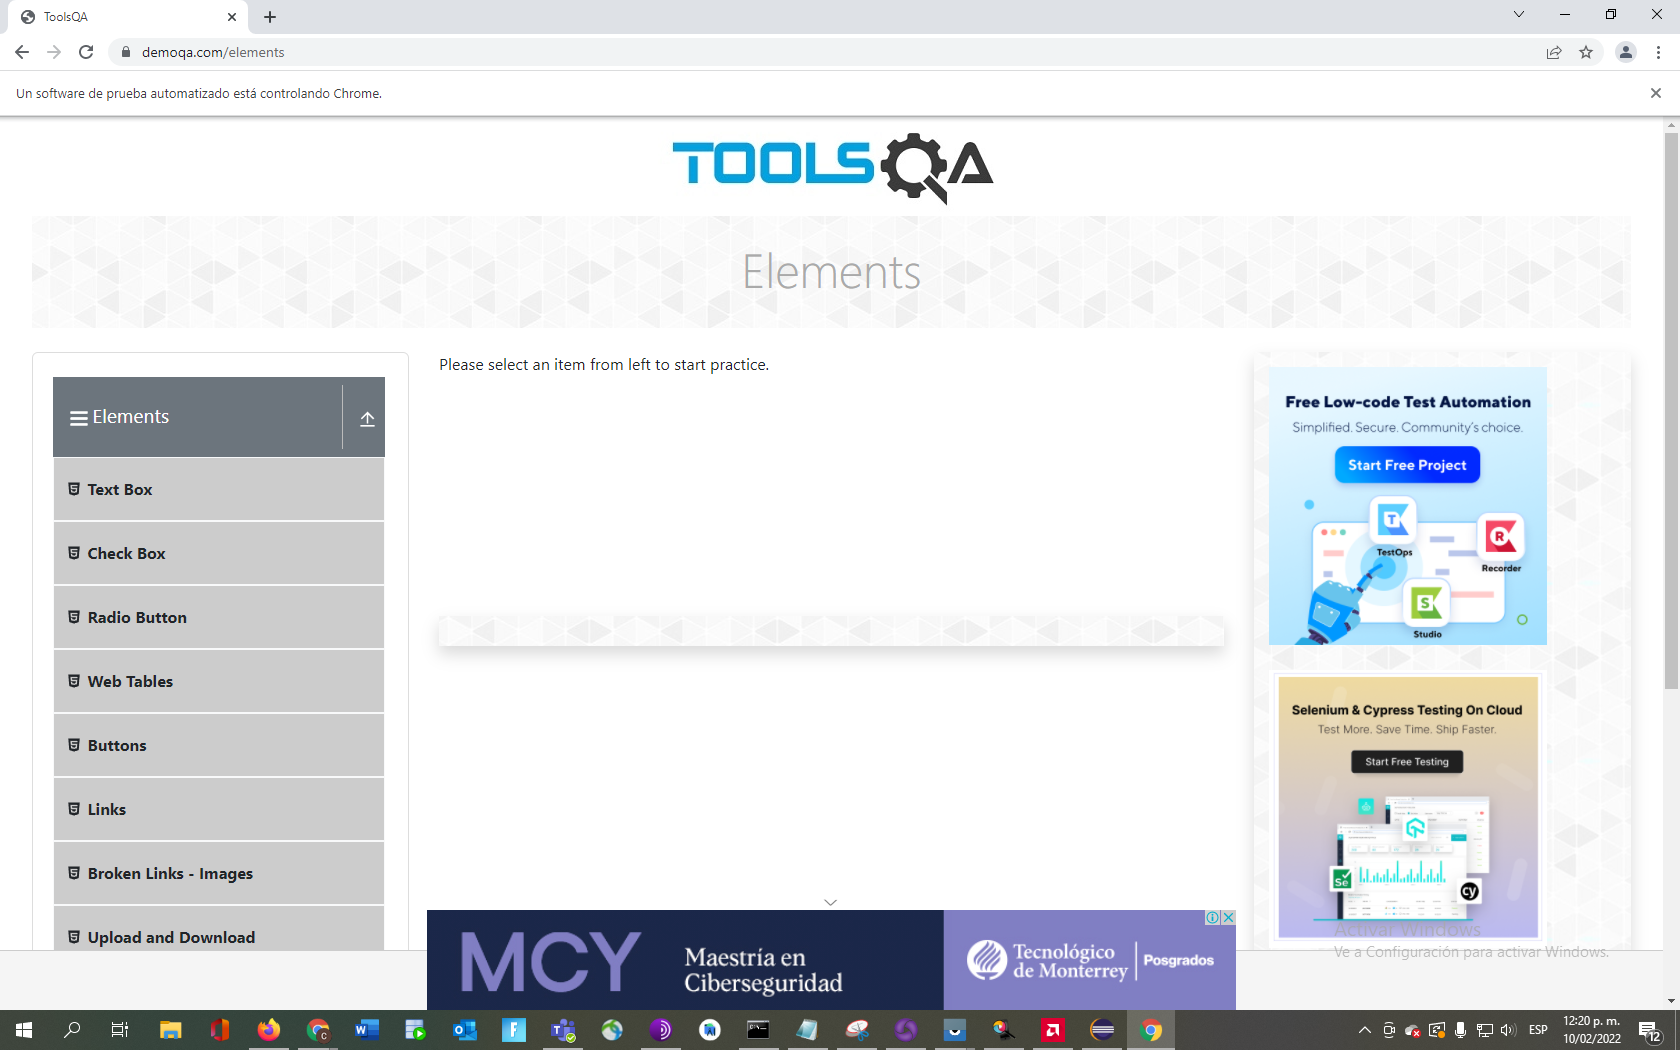 ToolsQA
demoqa.com/elements
Un software de prueba automatizado está controlando Chrome.
TOOLSQA
Elements
Elements
Text Box
Check Box
Radio Button
Web Tables
Buttons
Links
Broken Links - Images
Upload and Download
Please select an item from left to start practice.
Free Low-code Test Automation
Simplified. Secure. Community's choice.
Start Free Project
TestOps
Recorder
Studio
Selenium & Cypress Testing On Cloud
Test More. Save Time. Ship Faster.
Start Free Testing
Se
cy
Activar Windows
Ve a Configuración para activar Windows.
MCY
Maestría en
Ciberseguridad
Tecnológico
de Monterrey
Posgrados
ESP
12:20 p. m.
10/02/2022
12